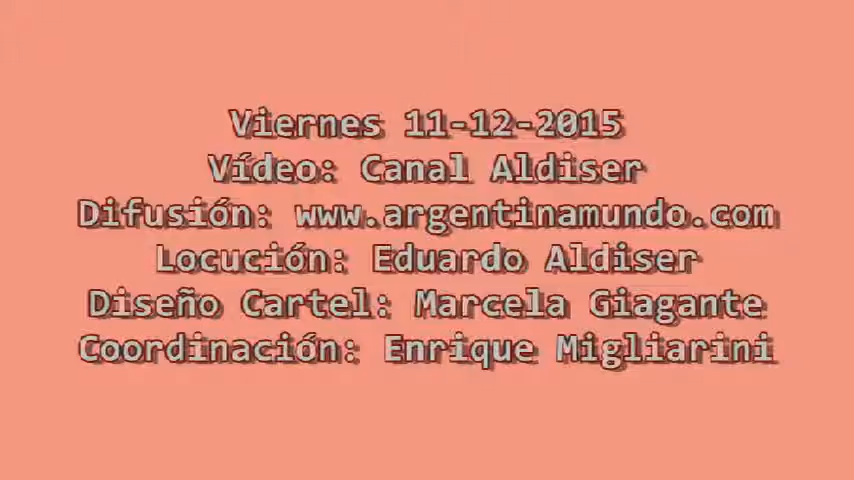 Viernes 11-12-2015
Vídeo: Canal Aldiser
Difusión: www.argentinamundo.com
Locución: Eduardo Aldiser
Diseño Cartel: Marcela Giagante
Coordinación: Enrique Migliarini